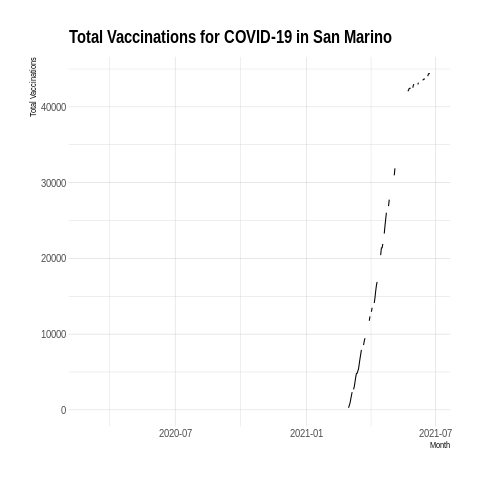 Total Vaccinations for COVID-19 in San Marino
Total Vaccinations
40000
30000
20000
10000
0
2020-07 2021-01 2021-07
Month